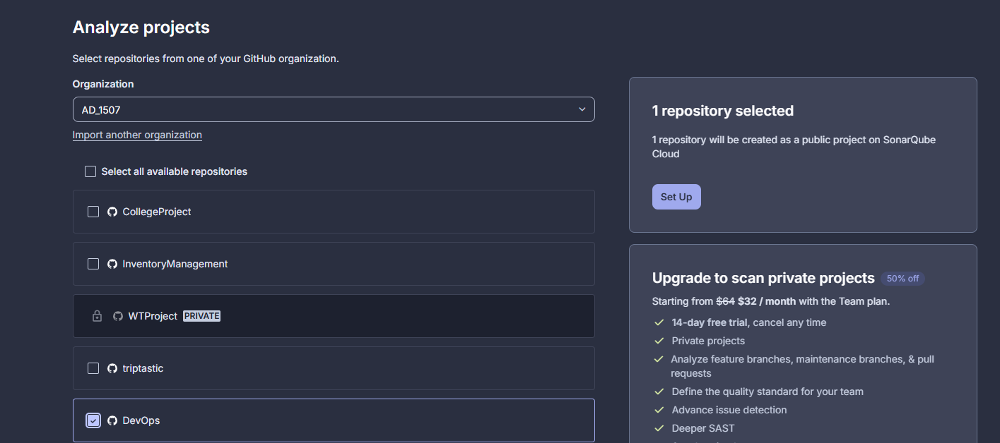 Analyze projects
Select repositories from one of your GitHub organization.
Organization
AD_1507
Import another organization
Select all available repositories
CollegeProject
InventoryManagement
WTProject PRIVATE
triptastic
DevOps
1 repository selected
1 repository will be created as a public project on SonarQube
Cloud
Set Up
Upgrade to scan private projects 50% off
Starting from $64 $32 / month with the Team plan.
14-day free trial, cancel any time
Private projects
Analyze feature branches, maintenance branches, & pull
requests
Define the quality standard for your team
Advance issue detection
Deeper SAST